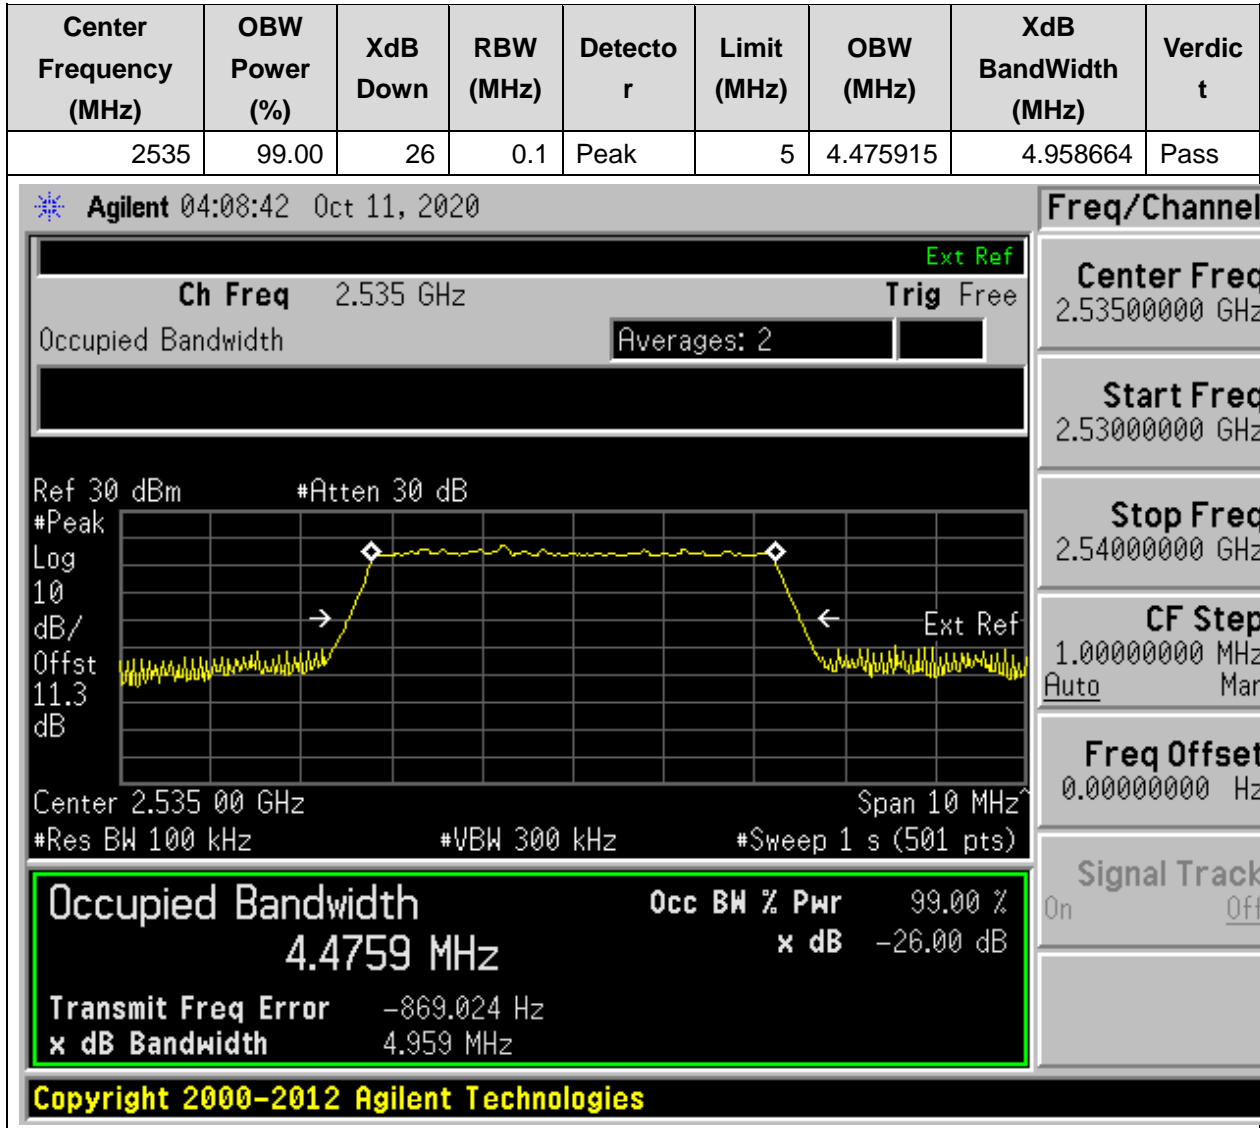 Center Frequency (MHz) OBW Power (%) XdB Down RBW (MHz) Detecto r Limit (MHz) OBW (MHz) XdB BandWidth (MHz) Verdic t
2535 99.00 26 0.1 Peak 5 4.475915 4.958664 Pass
Agilent 04:08:42 Oct 11, 2020
Freq/Channel
Ext Ref
Ch Freq 2.535 GHz Trig Free
Occupied Bandwidth Averages: 2
Center Freq
2.53500000 GHz
Start Freq
2.53000000 GHz
Stop Freq
2.54000000 GHz
CF Step
1.00000000 MHz
Auto Man
Freq Offset
0.00000000 Hz
Signal Track
On Off
Ref 30 dBm #Atten 30 dB
#Peak
Log
10
dB/
Offst
11.3
dB
Ext Ref
Center 2.535 00 GHz Span 10 MHz^
#Res BW 100 kHz #VBW 300 kHz #Sweep 1 s (501 pts)
Occupied Bandwidth Occ BW % Pwr 99.00 %
4.4759 MHz x dB -26.00 dB
Transmit Freq Error -869.024 Hz
x dB Bandwidth 4.959 MHz
Copyright 2000-2012 Agilent Technologies